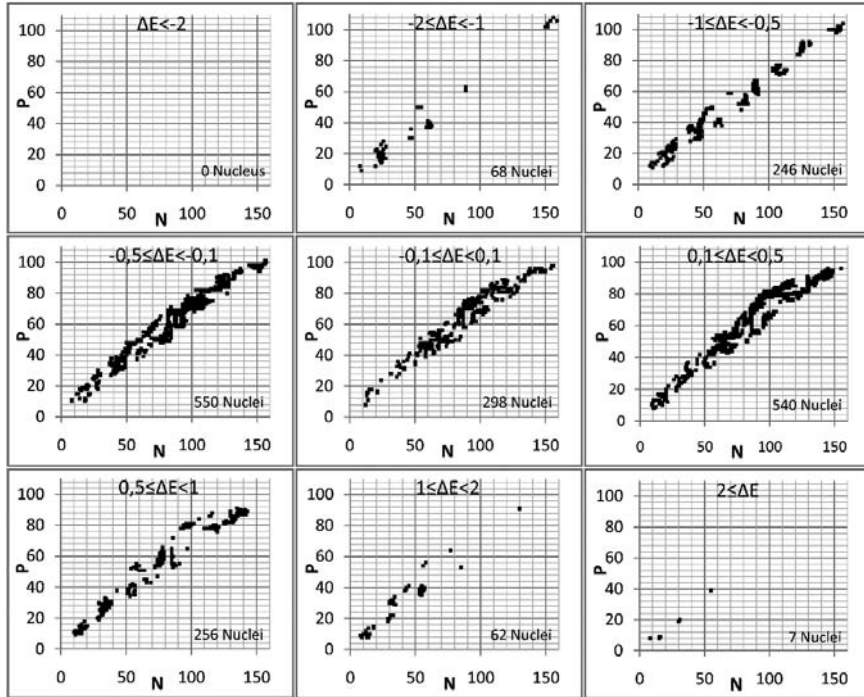 ΔE<-2
100
80
60
40
20
0
P
0 Nucleus
0 50 100 150
N
-2≤ΔE<-1
100
80
60
40
20
0
P
68 Nuclei
0 50 100 150
N
-1≤ΔE<-0,5
100
80
60
40
20
0
P
246 Nuclei
0 50 100 150
N
-0,5≤ΔE<-0,1
100
80
60
40
20
0
P
550 Nuclei
0 50 100 150
N
-0,1≤ΔE<0,1
100
80
60
40
20
0
P
298 Nuclei
0 50 100 150
N
0,1≤ΔE<0,5
100
80
60
40
20
0
P
540 Nuclei
0 50 100 150
N
0,5≤ΔE<1
100
80
60
40
20
0
P
256 Nuclei
0 50 100 150
N
1≤ΔE<2
100
80
60
40
20
0
P
62 Nuclei
0 50 100 150
N
2≤ΔE
100
80
60
40
20
0
P
7 Nuclei
0 50 100 150
N